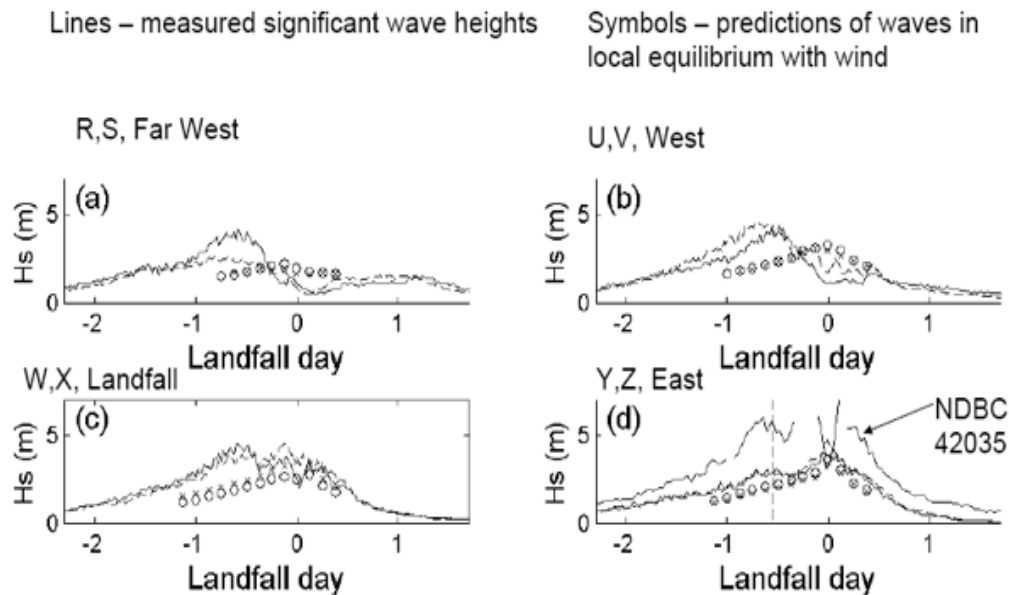 Lines – measured significant wave heights
Symbols – predictions of waves in
local equilibrium with wind
R,S, Far West
U,V, West
(a)
5
0
Hs (m)
-2 -1 0 1
Landfall day
(b)
5
0
Hs (m)
-2 -1 0 1
Landfall day
W,X, Landfall
Y,Z, East
(c)
5
0
Hs (m)
-2 -1 0 1
Landfall day
(d)
5
0
Hs (m)
NDBC
42035
-2 -1 0 1
Landfall day